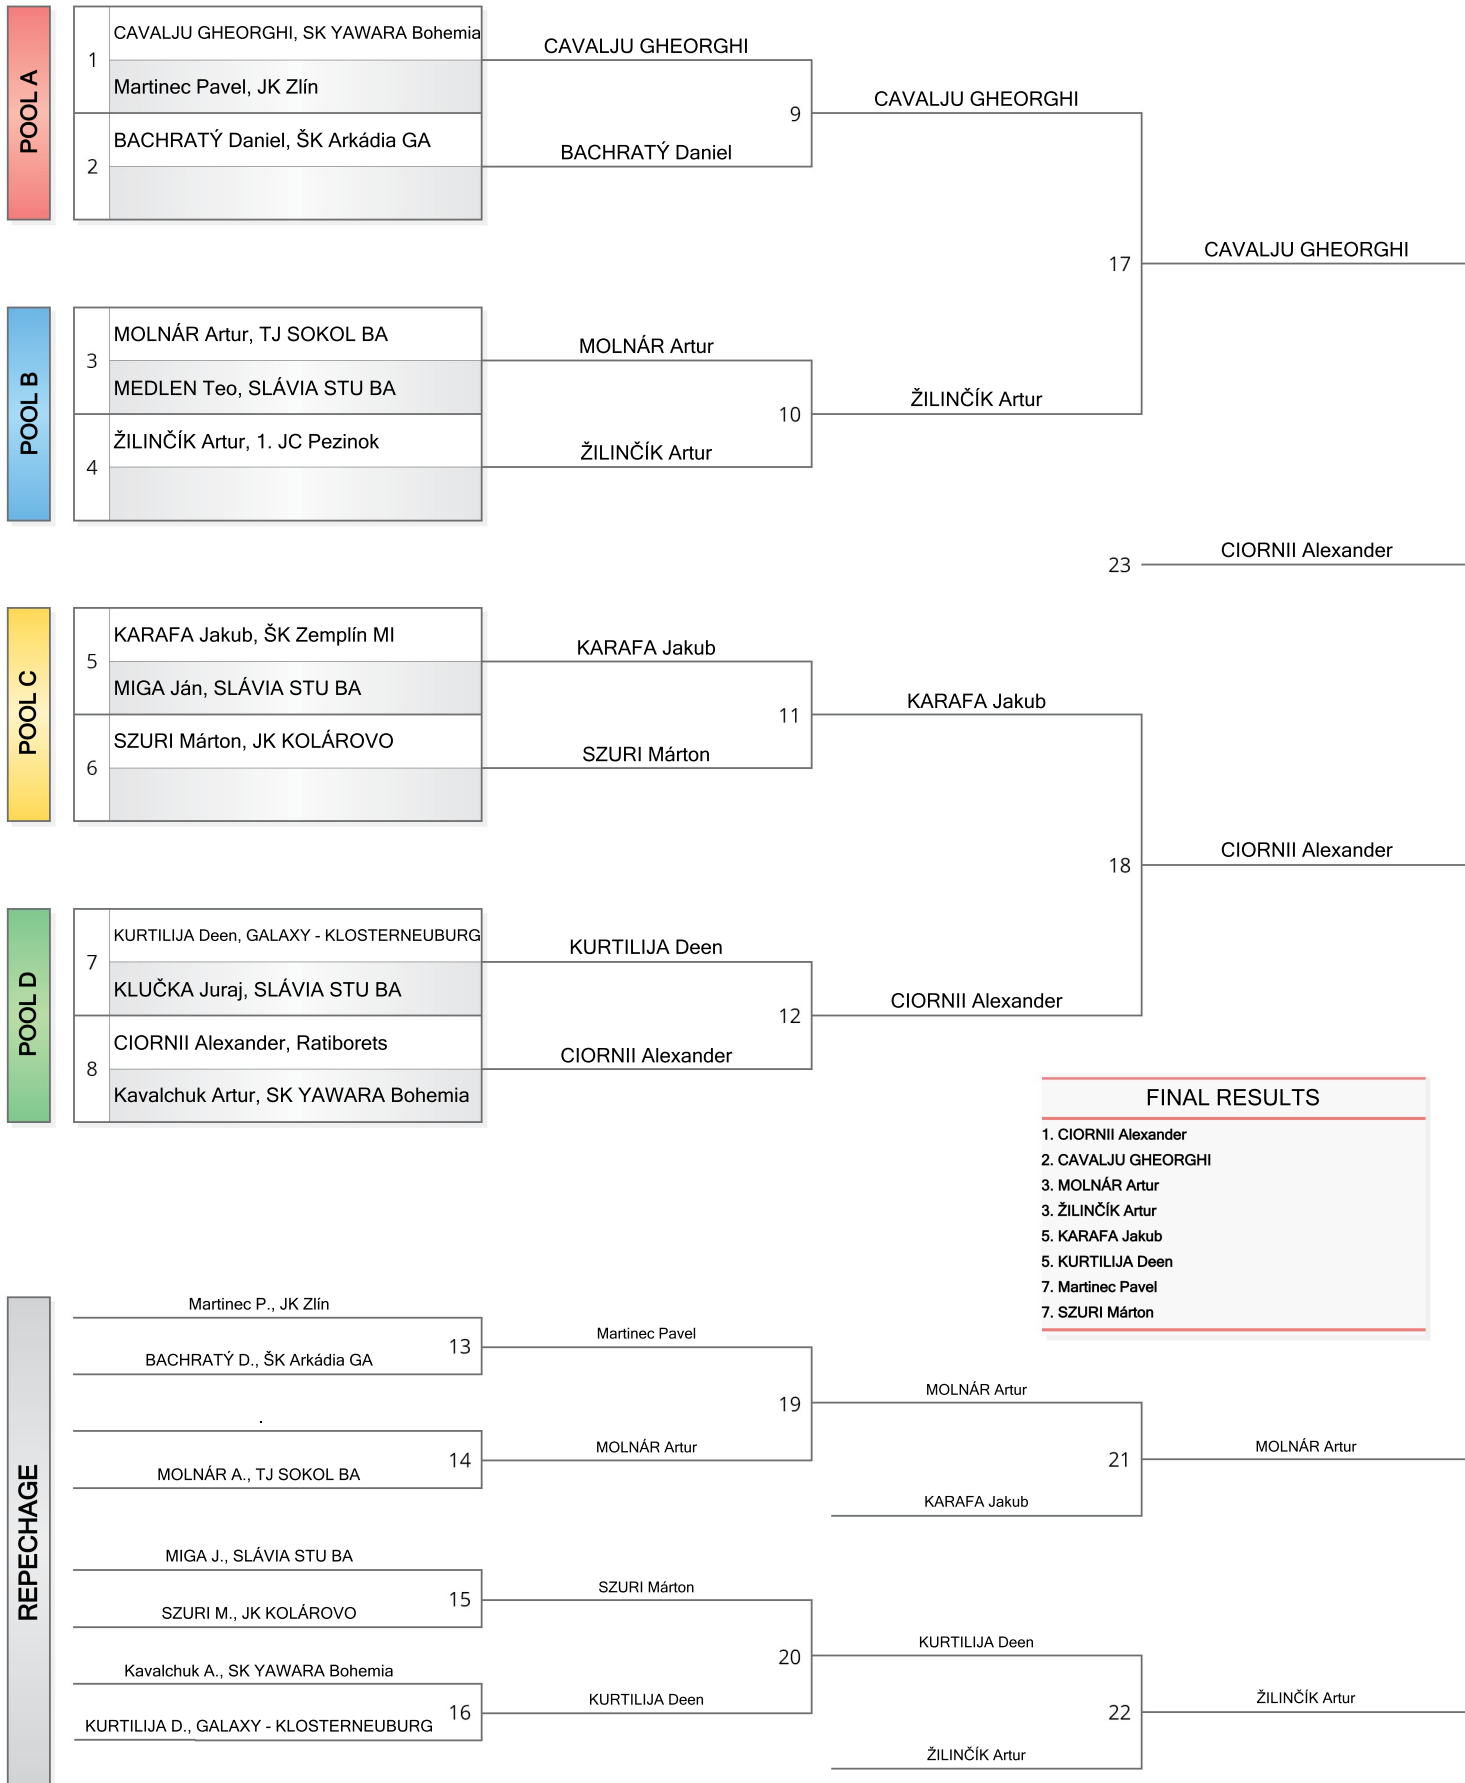 POOL A
1
CAVALJU GHEORGHI, SK YAWARA Bohemia
Martinec Pavel, JK Zlín
2
BACHRATÝ Daniel, ŠK Arkádia GA
CAVALJU GHEORGHI
BACHRATÝ Daniel
9
CAVALJU GHEORGHI
17
CAVALJU GHEORGHI
POOL B
3
MOLNÁR Artur, TJ SOKOL BA
MEDLEN Teo, SLÁVIA STU BA
4
ŽILINČÍK Artur, 1. JC Pezinok
MOLNÁR Artur
ŽILINČÍK Artur
10
ŽILINČÍK Artur
23
CIORNII Alexander
POOL C
5
KARAFA Jakub, ŠK Zemplín MI
MIGA Ján, SLÁVIA STU BA
6
SZURI Márton, JK KOLÁROVO
KARAFA Jakub
SZURI Márton
11
KARAFA Jakub
18
CIORNII Alexander
POOL D
7
KURTILIJA Deen, GALAXY - KLOSTERNEUBURG
KLUČKA Juraj, SLÁVIA STU BA
8
CIORNII Alexander, Ratiborets
Kavalchuk Artur, SK YAWARA Bohemia
KURTILIJA Deen
CIORNII Alexander
12
CIORNII Alexander
FINAL RESULTS
1. CIORNII Alexander
2. CAVALJU GHEORGHI
3. MOLNÁR Artur
3. ŽILINČÍK Artur
5. KARAFA Jakub
5. KURTILIJA Deen
7. Martinec Pavel
7. SZURI Márton
REPECHAGE
Martinec P., JK Zlín
BACHRATÝ D., ŠK Arkádia GA
13
.
MOLNÁR A., TJ SOKOL BA
14
MIGA J., SLÁVIA STU BA
SZURI M., JK KOLÁROVO
15
Kavalchuk A., SK YAWARA Bohemia
KURTILIJA D., GALAXY - KLOSTERNEUBURG
16
Martinec Pavel
MOLNÁR Artur
19
SZURI Márton
KURTILIJA Deen
20
MOLNÁR Artur
KARAFA Jakub
21
KURTILIJA Deen
ŽILINČÍK Artur
22
MOLNÁR Artur
ŽILINČÍK Artur